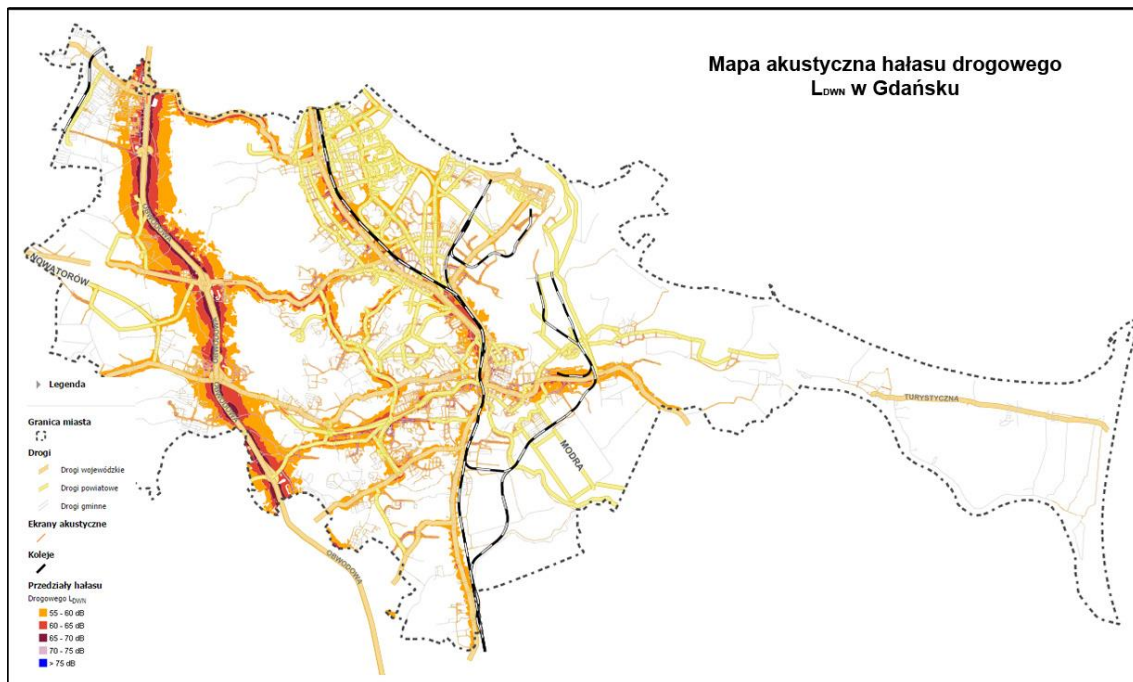 Mapa akustyczna hałasu drogowego
LDWN w Gdańsku
OBWODOWA
NOWATORÓW
OBWODOWA
TURYSTYCZNA
MODRA
OBWODOWA
Legenda
Granica miasta
Drogi
Drogi wojewódzkie
Drogi powiatowe
Drogi gminne
Ekrany akustyczne
Koleje
Przedziały hałasu
Drogowego LDWN
55 - 60 dB
60 - 65 dB
65 - 70 dB
70 - 75 dB
> 75 dB